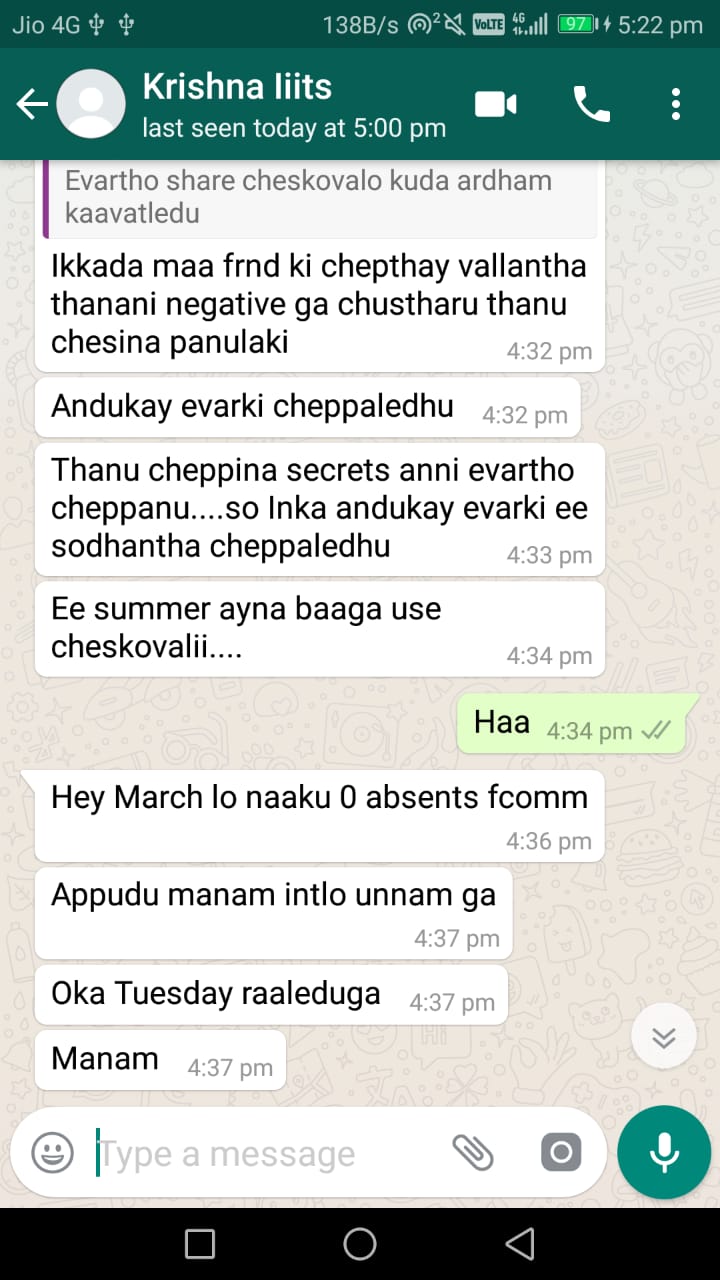 Jio 4G 138B/s 2 VoLTE 4G 97 5:22 pm
Krishna Iiits
last seen today at 5:00 pm
Evartho share cheskovalo kuda ardham
kaavatledu
Ikkada maa frnd ki chepthay vallantha
thanani negative ga chustharu thanu
chesina panulaki
4:32 pm
Andukay evarki cheppaledhu 4:32 pm
Thanu cheppina secrets anni evartho
cheppanu....so Inka andukay evarki ee
sodhantha cheppaledhu
4:33 pm
Ee summer ayna baaga use
cheskovalii....
4:34 pm
Haa 4:34 pm
Hey March lo naaku 0 absents fcomm
4:36 pm
Appudu manam intlo unnam ga
4:37 pm
Oka Tuesday raaleduga 4:37 pm
Manam 4:37 pm
Type a message